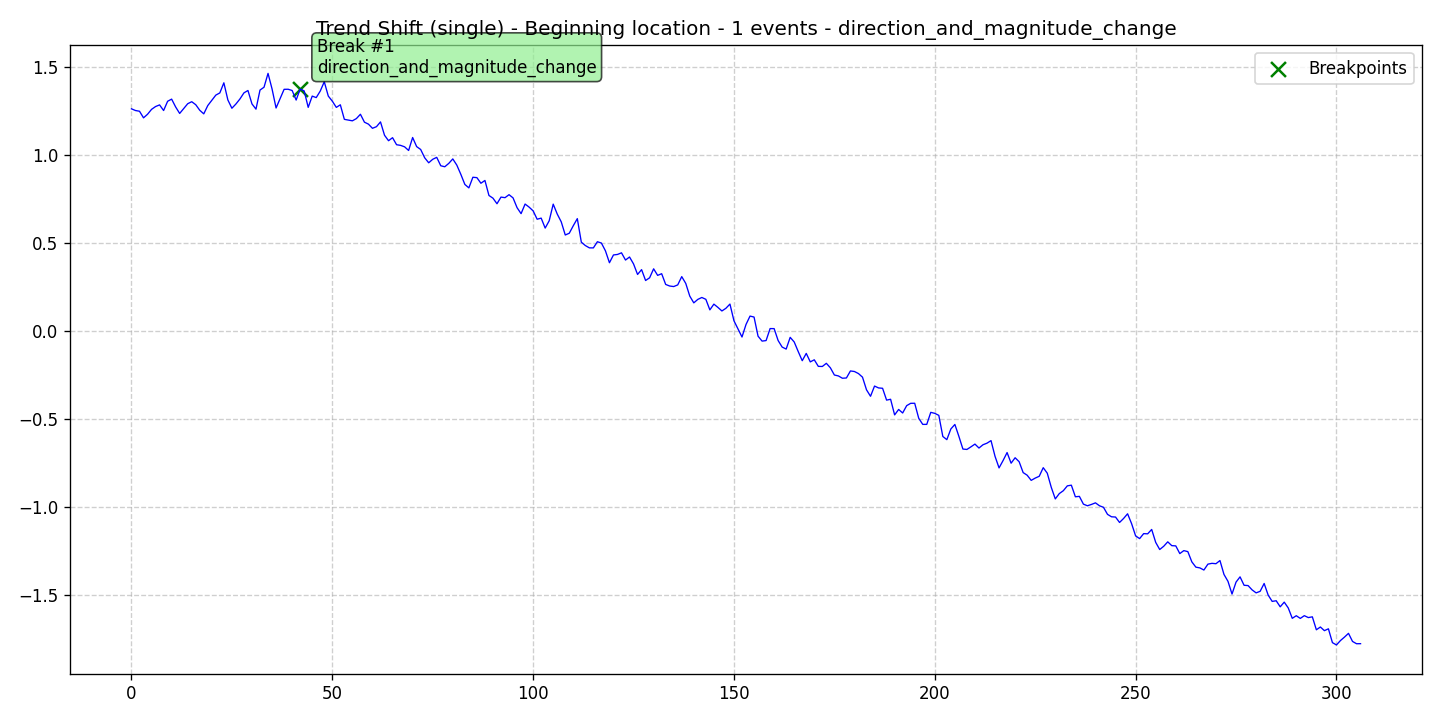 Trend Shift (single) - Beginning location - 1 events - direction_and_magnitude_change
Break #1
direction_and_magnitude_change
Breakpoints
1.5
1.0
0.5
0.0
−0.5
−1.0
−1.5
0 50 100 150 200 250 300